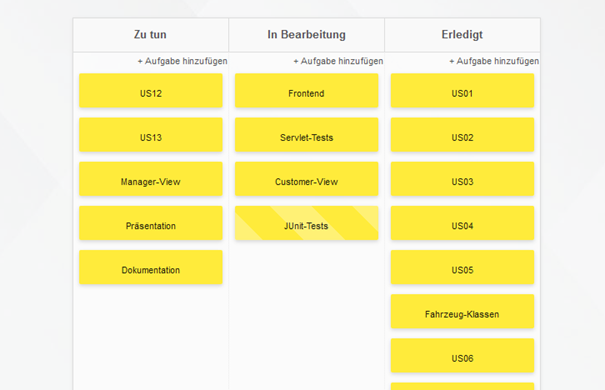 Zu tun
In Bearbeitung
Erledigt
+ Aufgabe hinzufügen
+ Aufgabe hinzufügen
+ Aufgabe hinzufügen
US12
Frontend
US01
US13
Servlet-Tests
US02
Manager-View
Customer-View
US03
Präsentation
JUnit-Tests
US04
Dokumentation
US05
Fahrzeug-Klassen
US06